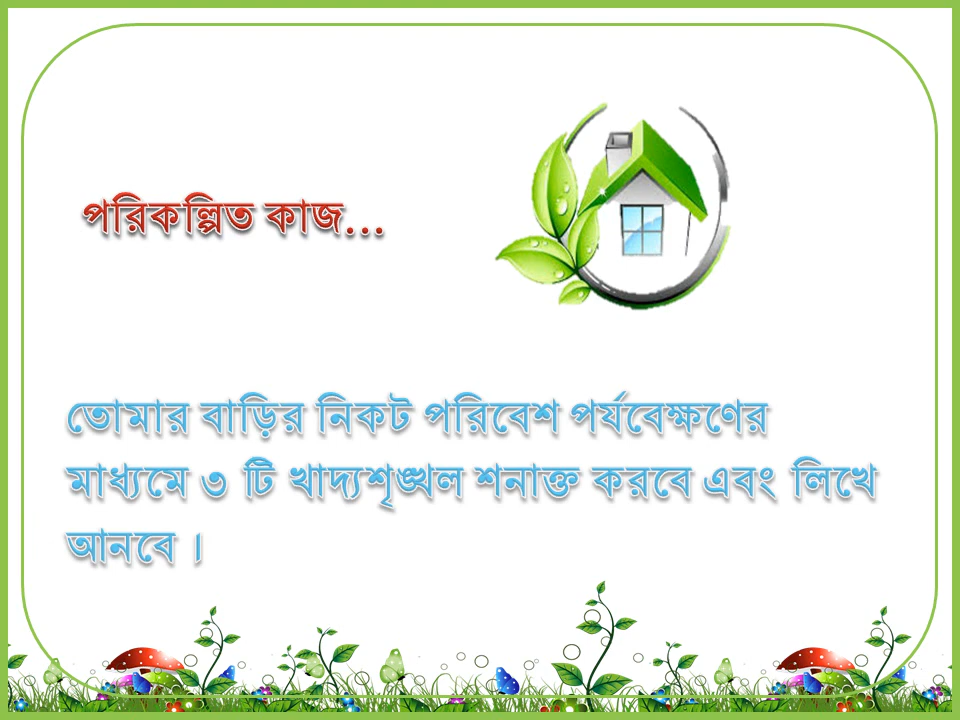 পরিকল্পিত কাজ...
তোমার বাড়ির নিকট পরিবেশ পর্যবেক্ষণের
মাধ্যমে ৩ টি খাদ্যশৃঙ্খল শনাক্ত করবে এবং লিখে
আনবে ।